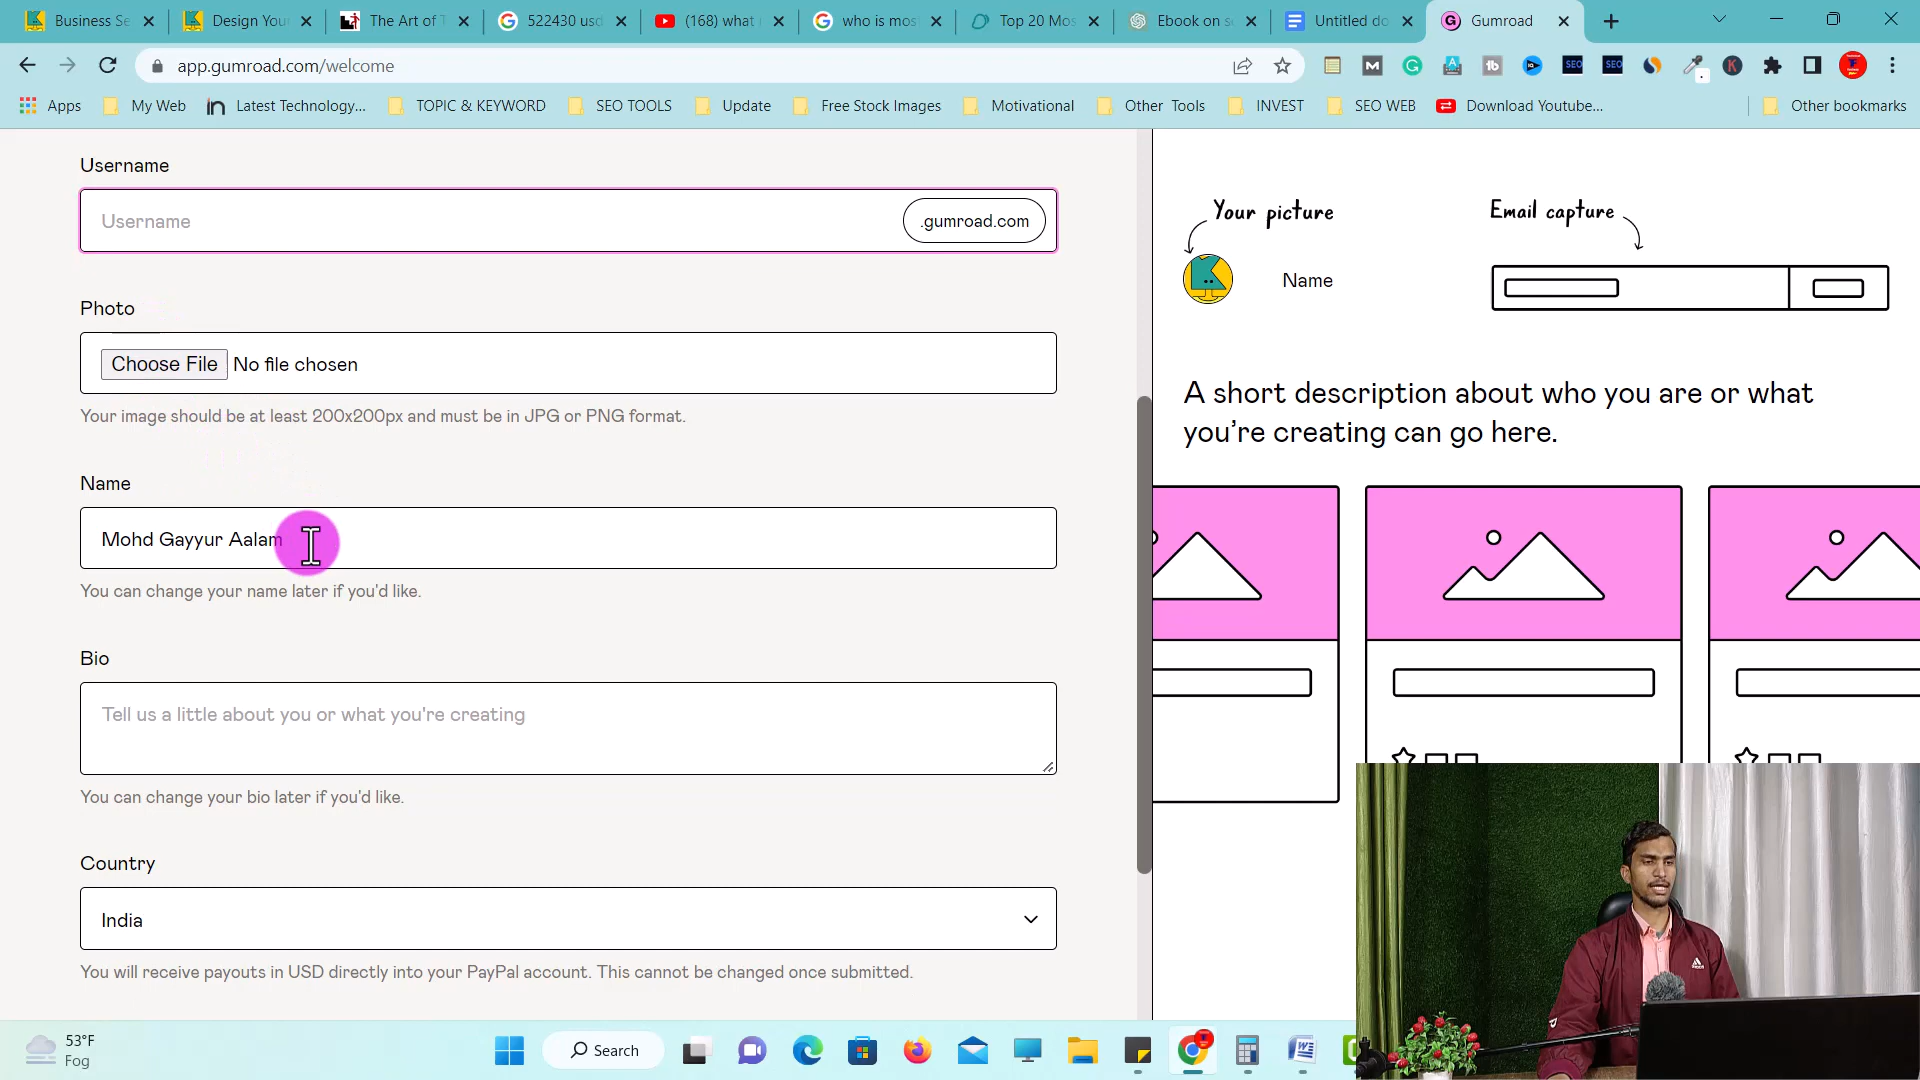 Business Se
Design Your
The Art of T
522430 usd
(168) what
who is mos
Top 20 Mos
Ebook on s
Untitled do
Gumroad
app.gumroad.com/welcome
Apps
My Web
Latest Technology...
TOPIC & KEYWORD
SEO TOOLS
Update
Free Stock Images
Motivational
Other Tools
INVEST
SEO WEB
Download Youtube...
Other bookmarks
Username
Username
.gumroad.com
Photo
Choose File No file chosen
Your image should be at least 200x200px and must be in JPG or PNG format.
Name
Mohd Gayyur Aalam
You can change your name later if you'd like.
Bio
Tell us a little about you or what you're creating
You can change your bio later if you'd like.
Country
India
You will receive payouts in USD directly into your PayPal account. This cannot be changed once submitted.
Your picture
Name
Email capture
A short description about who you are or what
you're creating can go here.
53°F
Fog
Search